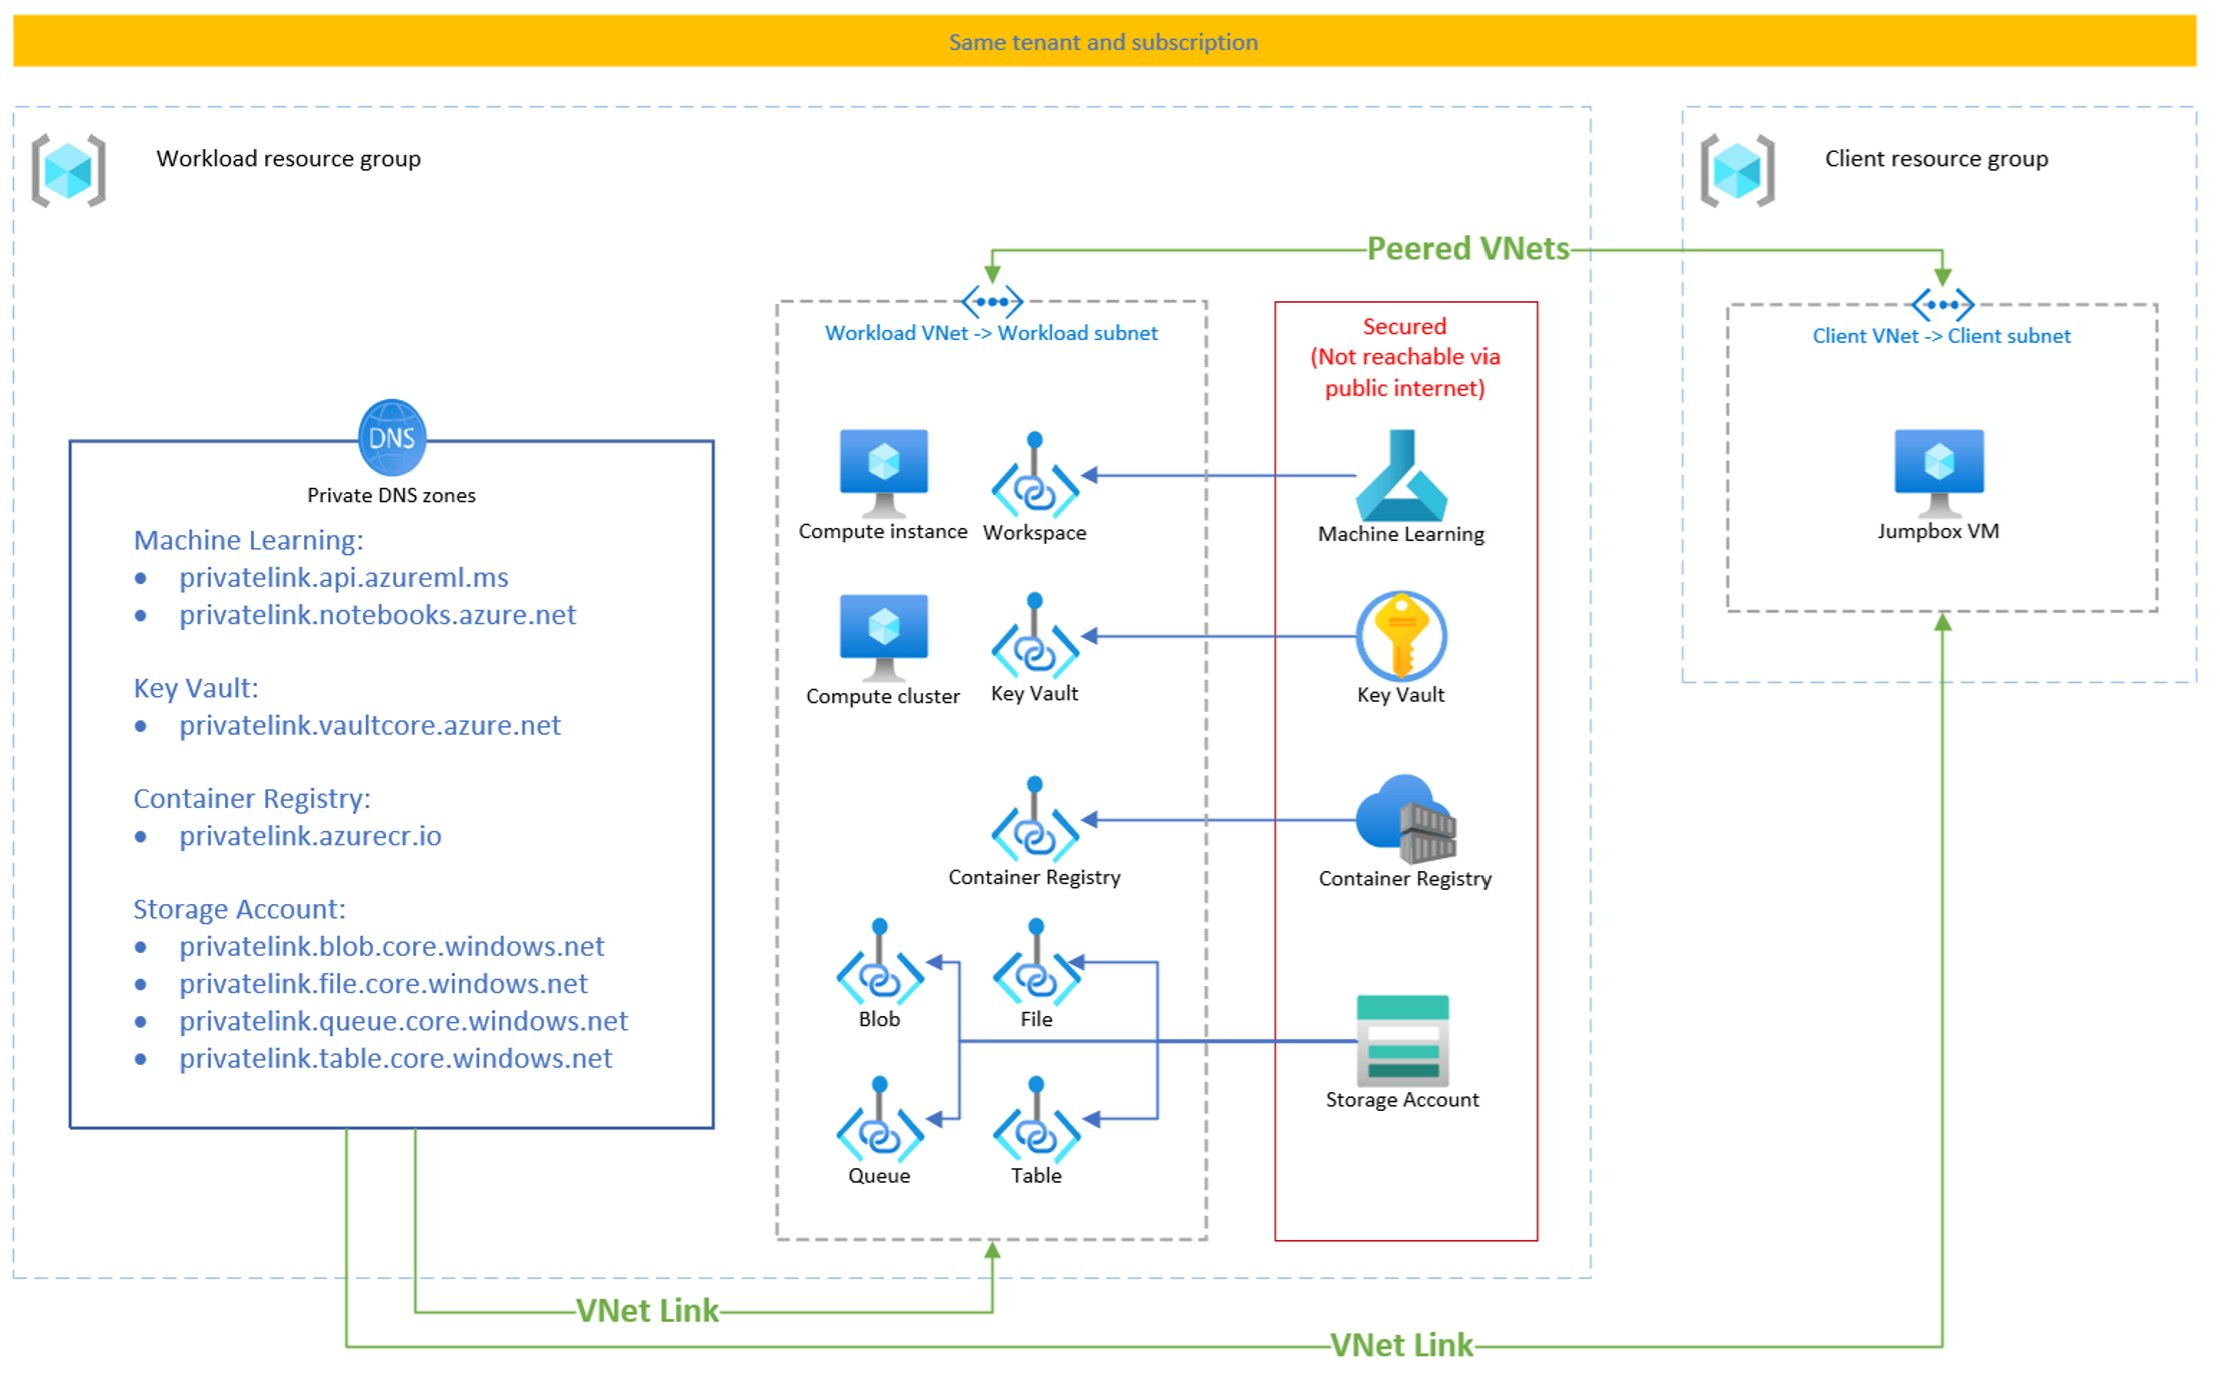 Same tenant and subscription
Workload resource group
Client resource group
Peered VNets
DNS
Private DNS zones
Machine Learning:
• privatelink.api.azureml.ms
• privatelink.notebooks.azure.net
Key Vault:
• privatelink.vaultcore.azure.net
Container Registry:
• privatelink.azurecr.io
Storage Account:
• privatelink.blob.core.windows.net
• privatelink.file.core.windows.net
• privatelink.queue.core.windows.net
• privatelink.table.core.windows.net
Workload VNet -> Workload subnet
Compute instance
Workspace
Compute cluster
Key Vault
Container Registry
Blob
File
Queue
Table
Secured
(Not reachable via
public internet)
Machine Learning
Key Vault
Container Registry
Storage Account
Client VNet -> Client subnet
Jumpbox VM
VNet Link
VNet Link